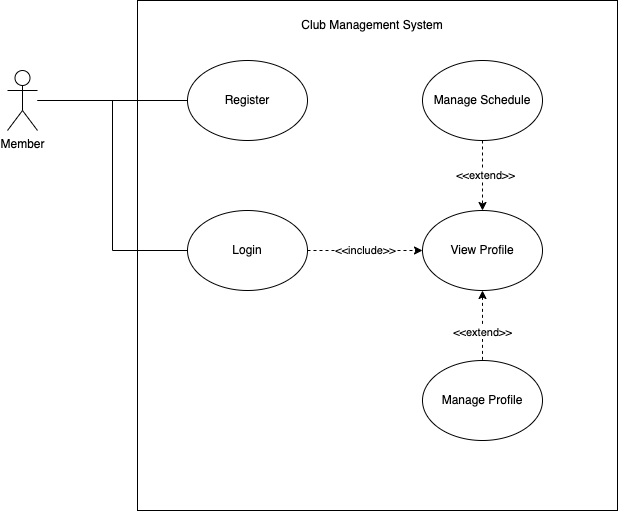 Club Management System
Register
Manage Schedule
Member
<<extend>>
Login
<<include>>
View Profile
<<extend>>
Manage Profile